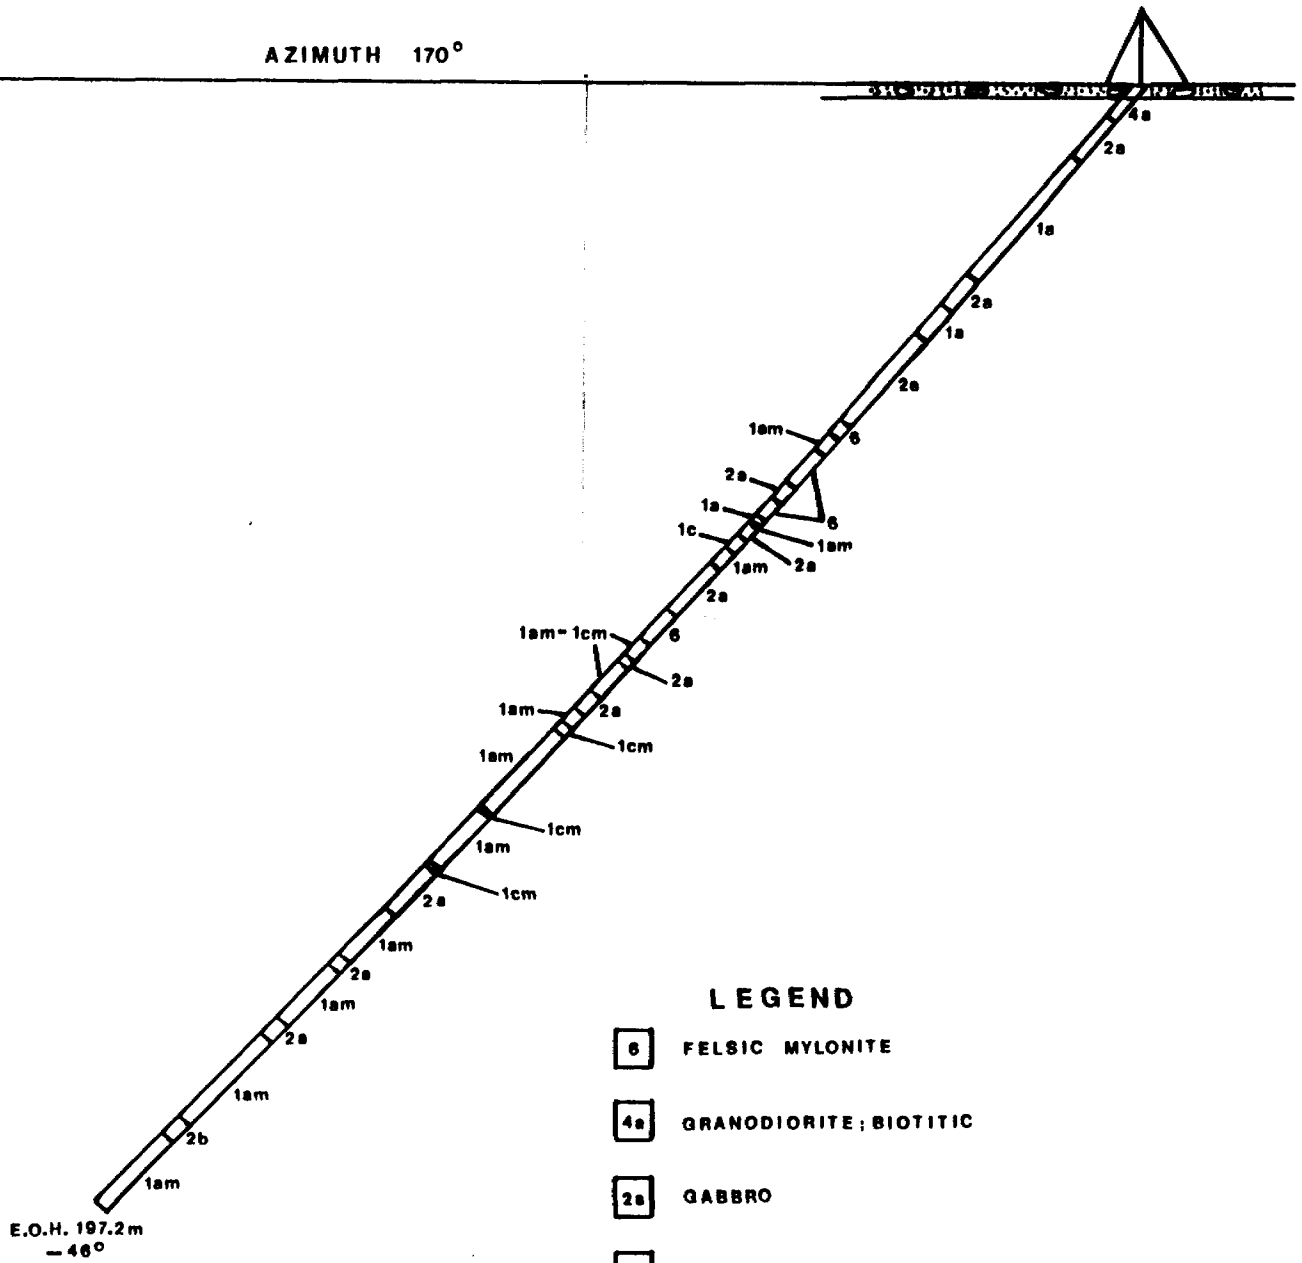 AZIMUTH 170°
4a
2a
1a
2a
1a
2a
1am
6
2a
1a
6
1c
1am
1am
2a
2a
1am-1cm
6
2a
1am
2a
1cm
1am
1cm
1am
1cm
2a
1am
2a
1am
2a
1am
2b
1am
E.O.H. 197.2m
-46°
LEGEND
6 FELSIC MYLONITE
4a GRANODIORITE; BIOTITIC
2a GABBRO